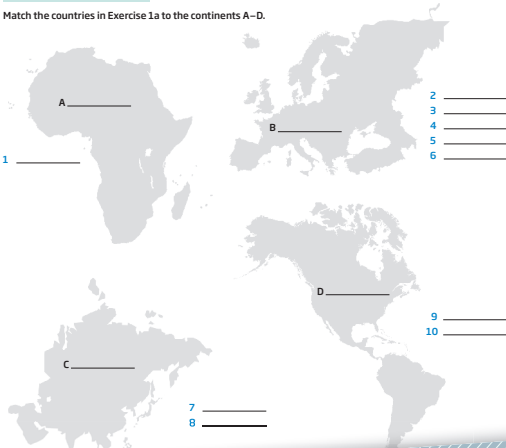 Match the countries in Exercise 1a to the continents A–D.
A
B
1
2
3
4
5
6
C
D
7
8
9
10